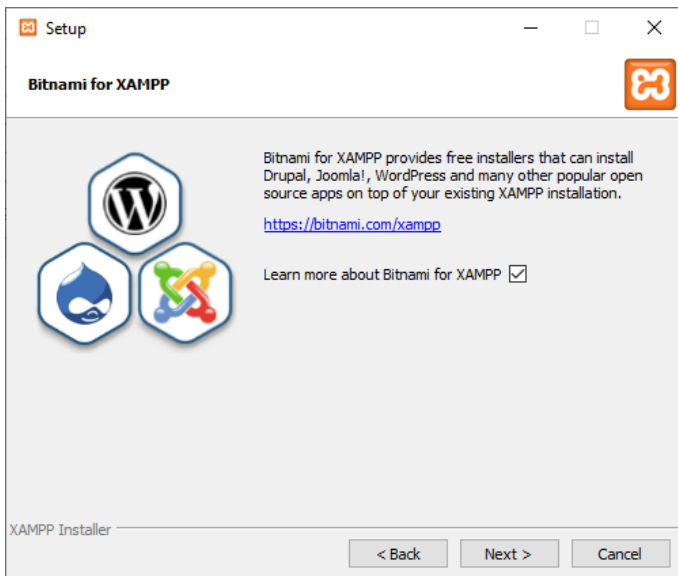 Setup
Bitnami for XAMPP
Bitnami for XAMPP provides free installers that can install
Drupal, Joomla!, WordPress and many other popular open
source apps on top of your existing XAMPP installation.
https://bitnami.com/xampp
Learn more about Bitnami for XAMPP
XAMPP Installer
< Back
Next >
Cancel